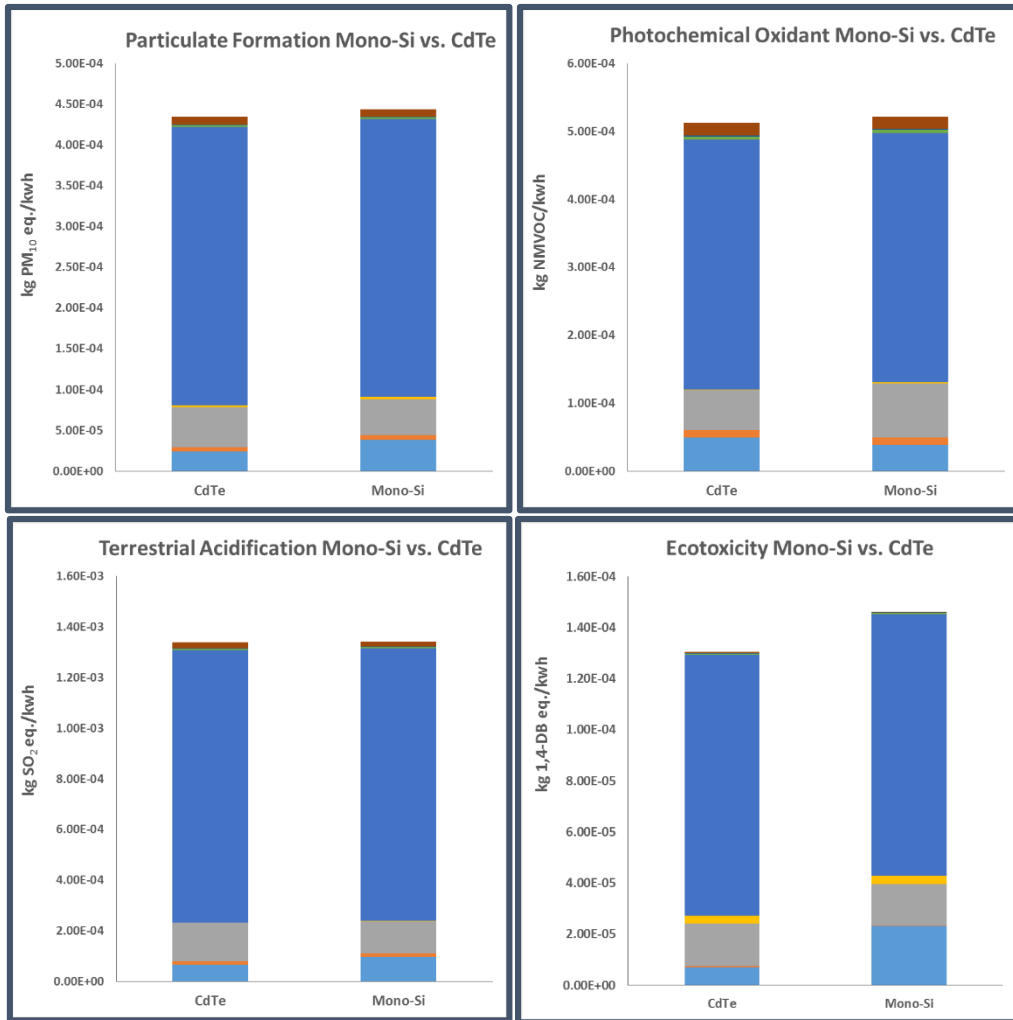 Particulate Formation Mono-Si vs. CdTe
kg PM₁₀ eq./kwh
5.00E-04
4.50E-04
4.00E-04
3.50E-04
3.00E-04
2.50E-04
2.00E-04
1.50E-04
1.00E-04
5.00E-05
0.00E+00
CdTe Mono-Si
Photochemical Oxidant Mono-Si vs. CdTe
kg NMVOC/kwh
6.00E-04
5.00E-04
4.00E-04
3.00E-04
2.00E-04
1.00E-04
0.00E+00
CdTe Mono-Si
Terrestrial Acidification Mono-Si vs. CdTe
kg SO₂ eq./kwh
1.60E-03
1.40E-03
1.20E-03
1.00E-03
8.00E-04
6.00E-04
4.00E-04
2.00E-04
0.00E+00
CdTe Mono-Si
Ecotoxicity Mono-Si vs. CdTe
kg 1,4-DB eq./kwh
1.60E-04
1.40E-04
1.20E-04
1.00E-04
8.00E-05
6.00E-05
4.00E-05
2.00E-05
0.00E+00
CdTe Mono-Si